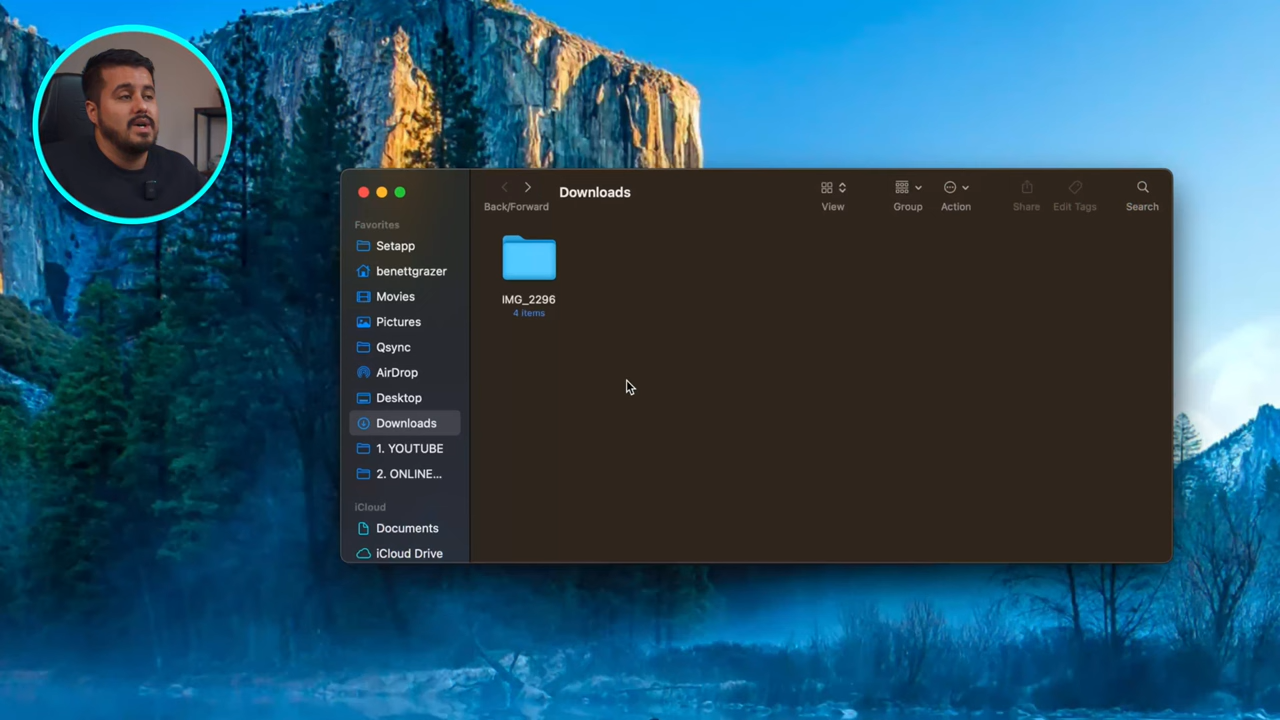 Downloads
Back/Forward
View
Group
Action
Share
Edit Tags
Search
Favorites
Setapp
benettgrazer
Movies
Pictures
Qsync
AirDrop
Desktop
Downloads
1. YOUTUBE
2. ONLINE...
iCloud
Documents
iCloud Drive
IMG_2296
4 items